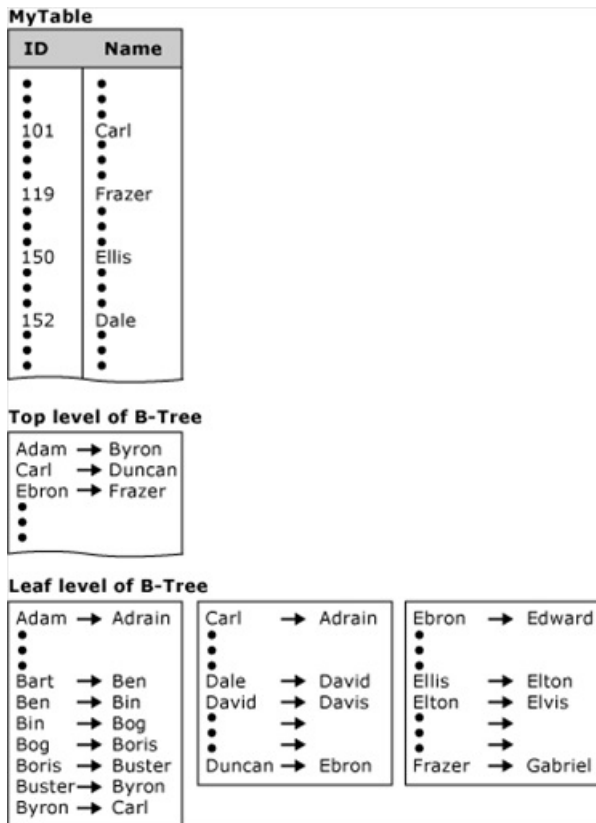 MyTable
ID Name
101 Carl
119 Frazer
150 Ellis
152 Dale
Top level of B-Tree
Adam → Byron
Carl → Duncan
Ebron → Frazer
Leaf level of B-Tree
Adam → Adrain
Bart → Ben
Ben → Bin
Bin → Bog
Bog → Boris
Boris → Buster
Buster → Byron
Byron → Carl
Carl → Adrain
Dale → David
David → Davis
→
→
Duncan → Ebron
Ebron → Edward
Ellis → Elton
Elton → Elvis
→
→
Frazer → Gabriel